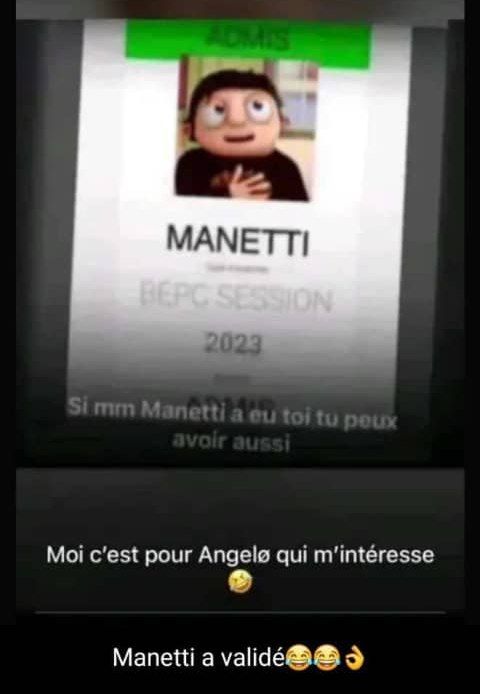 ADMIS
MANETTI
BEPC SESSION
2023
ADMIS
Si mm Manetti a eu toi tu peux
avoir aussi
Moi c'est pour Angelø qui m'intéresse
🤣
Manetti a validé😂😂👌